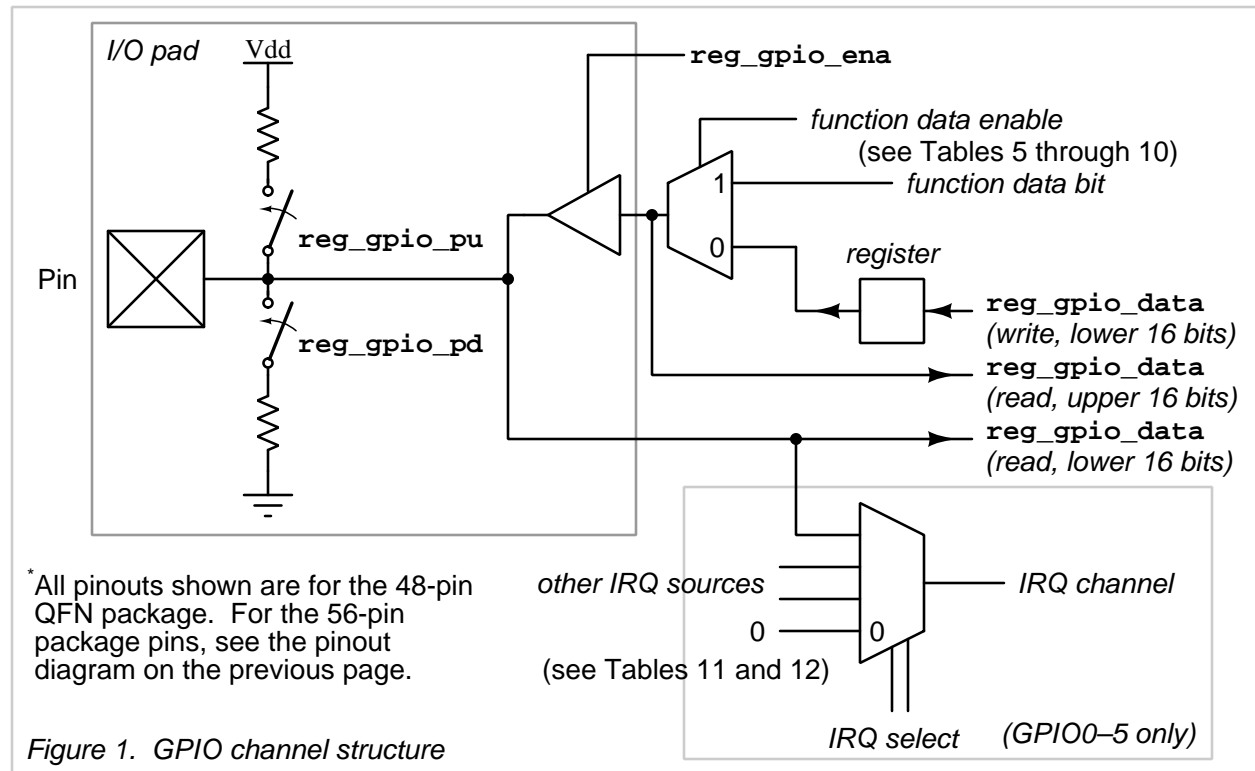 I/O pad
Vdd
reg_gpio_ena
function data enable
(see Tables 5 through 10)
1
function data bit
reg_gpio_pu
0
register
Pin
reg_gpio_data
(write, lower 16 bits)
reg_gpio_pd
reg_gpio_data
(read, upper 16 bits)
reg_gpio_data
(read, lower 16 bits)
*All pinouts shown are for the 48-pin
QFN package.  For the 56-pin
package pins, see the pinout
diagram on the previous page.
other IRQ sources
IRQ channel
0
0
(see Tables 11 and 12)
IRQ select
(GPIO0–5 only)
Figure 1.  GPIO channel structure